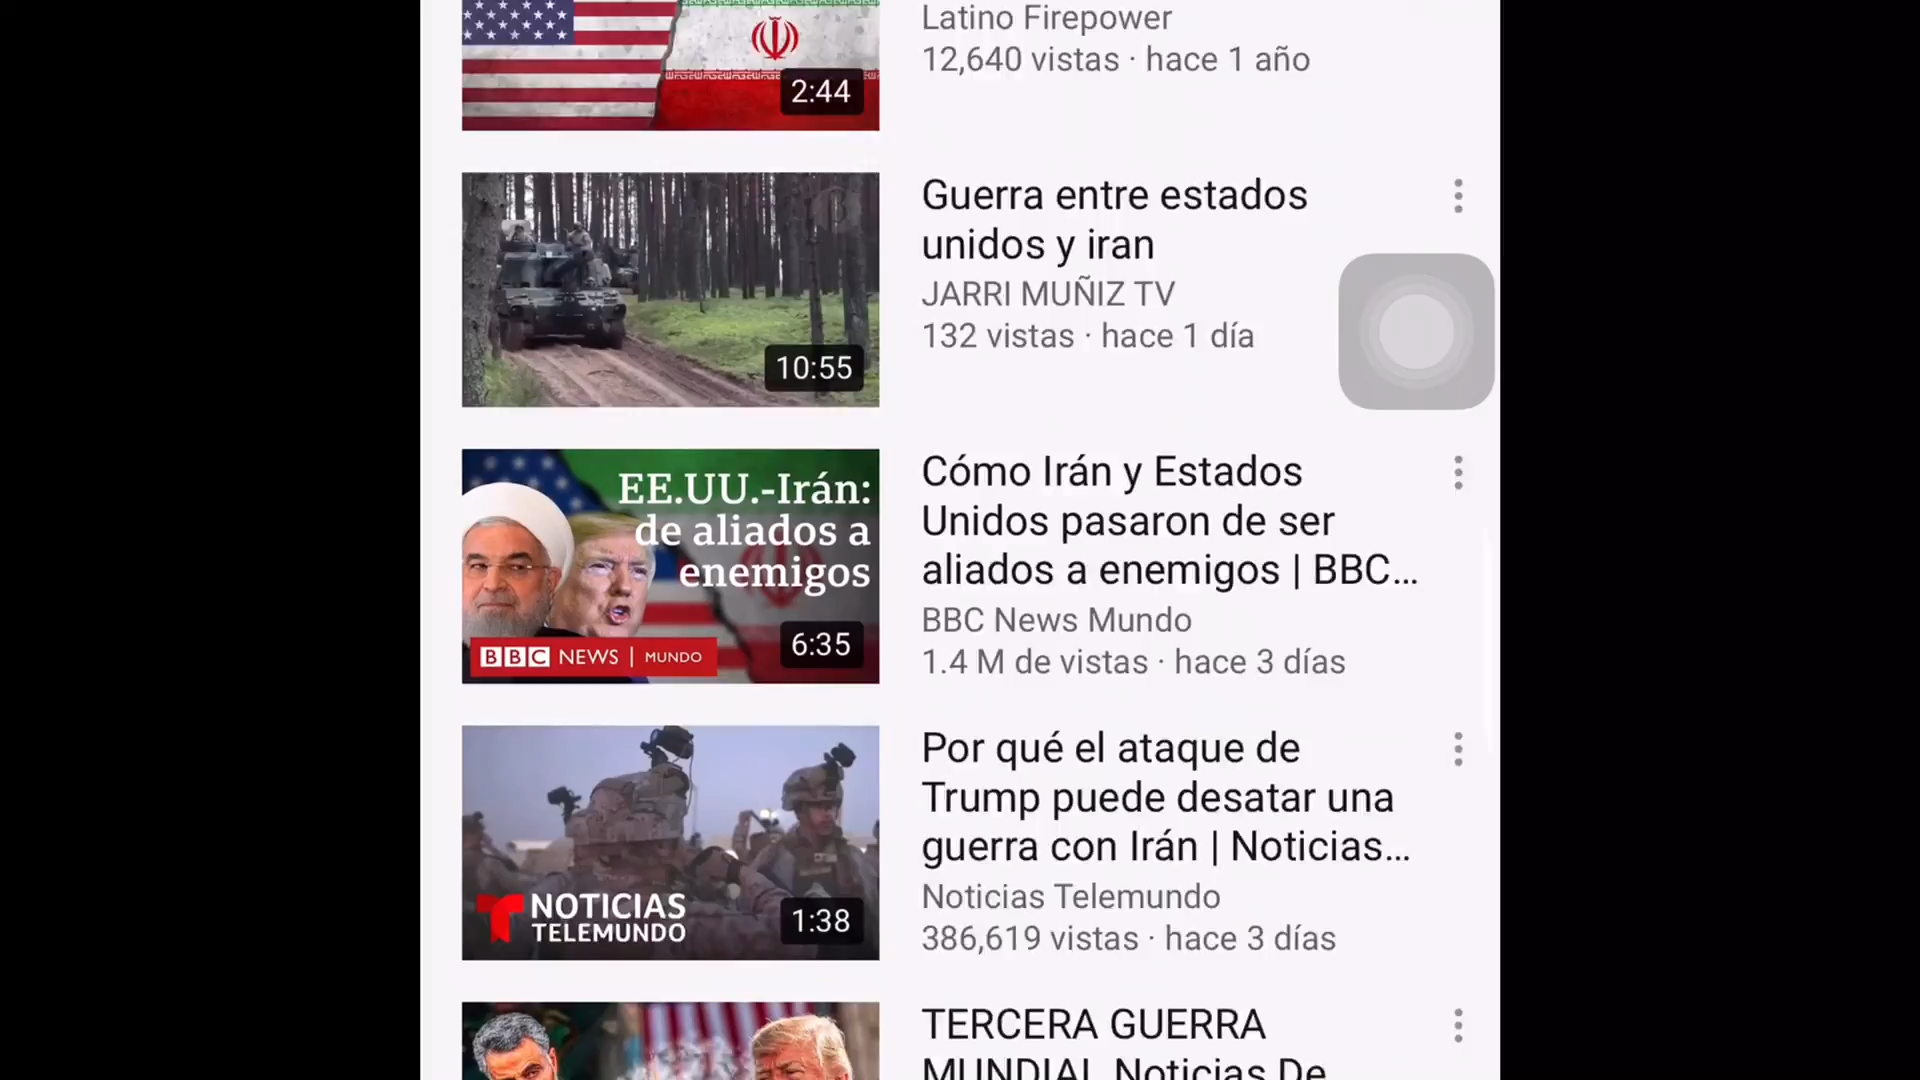 Latino Firepower
12,640 vistas · hace 1 año
2:44
Guerra entre estados
unidos y iran
JARRI MUÑIZ TV
132 vistas · hace 1 día
10:55
EE.UU.-Irán:
de aliados a
enemigos
BBC NEWS | MUNDO
6:35
Cómo Irán y Estados
Unidos pasaron de ser
aliados a enemigos | BBC...
BBC News Mundo
1.4 M de vistas · hace 3 días
NOTICIAS
TELEMUNDO
1:38
Por qué el ataque de
Trump puede desatar una
guerra con Irán | Noticias...
Noticias Telemundo
386,619 vistas · hace 3 días
TERCERA GUERRA
MUNDIAL Noticias De